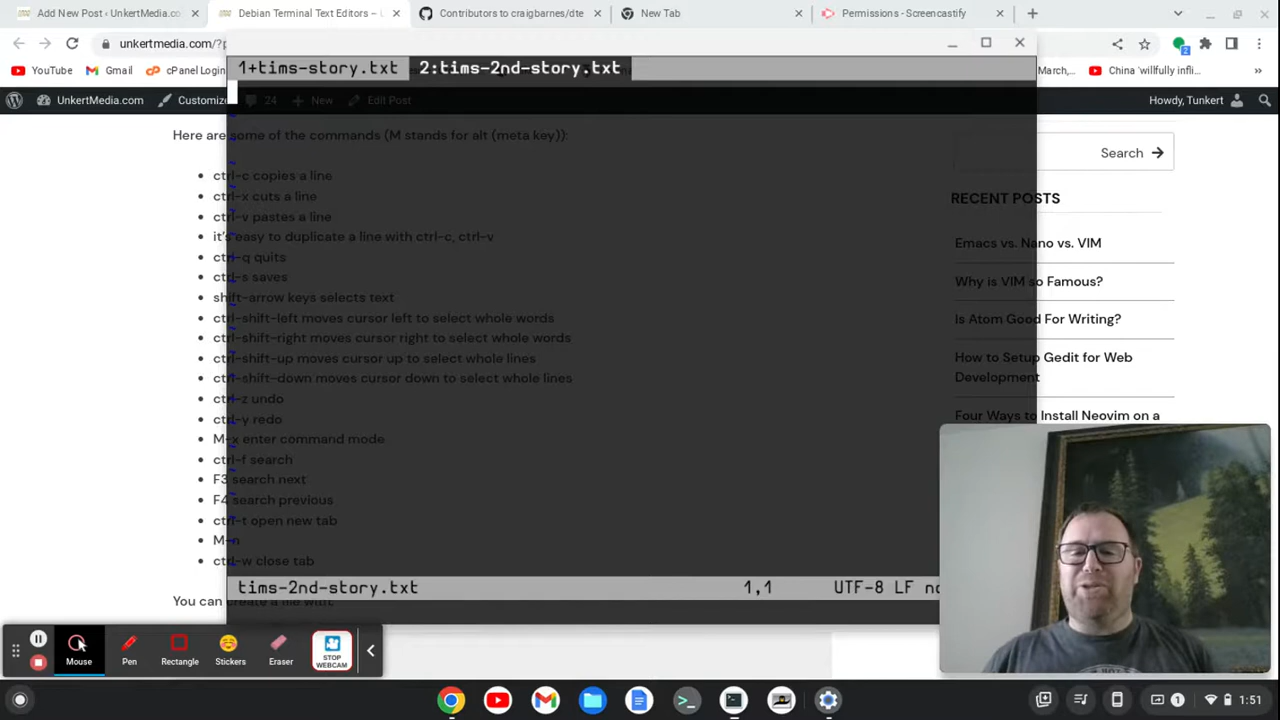 Add New Post ‹ UnkertMedia.co
Debian Terminal Text Editors –
Contributors to craigbarnes/dte
New Tab
Permissions - Screencastify
unkertmedia.com/?p
YouTube
Gmail
cPanel Login
March,
China 'willfully infli...
UnkertMedia.com
Customize
24
New
Edit Post
Howdy, Tunkert
1+tims-story.txt
2:tims-2nd-story.txt
Here are some of the commands (M stands for alt (meta key)):
ctrl-c copies a line
ctrl-x cuts a line
ctrl-v pastes a line
it's easy to duplicate a line with ctrl-c, ctrl-v
ctrl-q quits
ctrl-s saves
shift-arrow keys selects text
ctrl-shift-left moves cursor left to select whole words
ctrl-shift-right moves cursor right to select whole words
ctrl-shift-up moves cursor up to select whole lines
ctrl-shift-down moves cursor down to select whole lines
ctrl-z undo
ctrl-y redo
M-x enter command mode
ctrl-f search
F3 search next
F4 search previous
ctrl-t open new tab
M-n
ctrl-w close tab
You can create a file with:
tims-2nd-story.txt
1,1
UTF-8 LF no
Search →
RECENT POSTS
Emacs vs. Nano vs. VIM
Why is VIM so Famous?
Is Atom Good For Writing?
How to Setup Gedit for Web
Development
Four Ways to Install Neovim on a
Mouse
Pen
Rectangle
Stickers
Eraser
STOP
WEBCAM
1
1:51